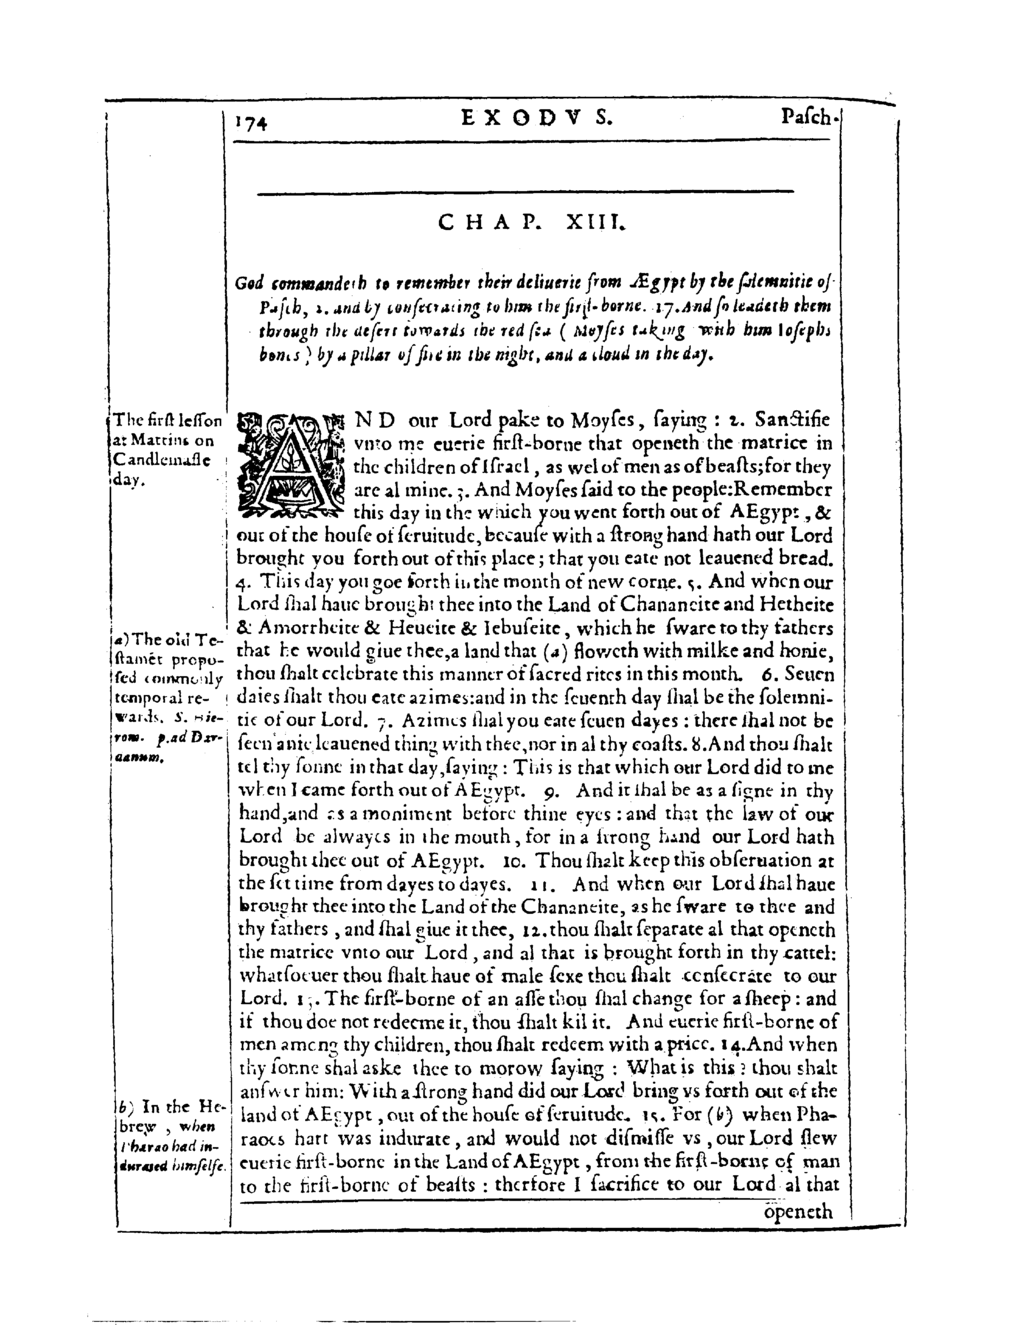 174
EXODVS.
Paſch.
CHAP. XIII.
God commandeth to remember their deliuerie from Ægypt by the ſolemnitie of
Paſch, 2. and by conſecrating to him the firſt-borne. 17. And ſo leadeth them
through the deſert towards the red ſea ( Moyſes taking with him Ioſephs
bones ) by a pillar of fire in the night, and a cloud in the day.
The firſt leſſon
at Mattins on
Candlemaſſe
day.
AND our Lord pake to Moyſes, ſaying : 2. Sanctifie
vnto me euerie firſt-borne that openeth the matrice in
the children of Iſrael, as wel of men as of beaſts; for they
are al mine. 3. And Moyſes ſaid to the people: Remember
this day in the which you went forth out of AEgypt, &
out of the houſe of ſeruitude, becauſe with a ſtrong hand hath our Lord
brought you forth out of this place; that you eate not leauened bread.
4. This day you goe forth in the month of new corne. 5. And when our
Lord ſhal haue brought thee into the Land of Chananeite and Hetheite
& Amorrheite & Heueite & Iebuſeite, which he ſware to thy fathers
that he would giue thee, a land that (a) floweth with milke and honie,
thou ſhalt celebrate this manner of ſacred rites in this month. 6. Seuen
daies ſhalt thou eate azimes: and in the ſeuenth day ſhal be the ſolemni-
tie of our Lord. 7. Azimes ſhal you eate ſeuen dayes : there ſhal not be
ſeen anie leauened thing with thee, nor in al thy coaſts. 8. And thou ſhalt
tel thy ſonne in that day, ſaying : This is that which our Lord did to me
when I came forth out of AEgypt. 9. And it ſhal be as a ſigne in thy
hand, and as a moniment before thine eyes : and that the law of our
Lord be alwayes in the mouth, for in a ſtrong hand our Lord hath
brought thee out of AEgypt. 10. Thou ſhalt keep this obſeruation at
the ſet time from dayes to dayes. 11. And when our Lord ſhal haue
brought thee into the Land of the Chananeite, as he ſware to thee and
thy fathers, and ſhal giue it thee, 12. thou ſhalt ſeparate al that openeth
the matrice vnto our Lord, and al that is brought forth in thy cattel:
whatſoeuer thou ſhalt haue of male ſexe thou ſhalt conſecrate to our
Lord. 13. The firſt-borne of an aſſe thou ſhal change for a ſheep : and
if thou doe not redeeme it, thou ſhalt kil it. And euerie firſt-borne of
men among thy children, thou ſhalt redeem with a price. 14. And when
thy ſonne shal aske thee to morow ſaying : What is this ? thou shalt
anſwer him: With a ſtrong hand did our Lord bring vs forth out of the
land of AEgypt, out of the houſe of ſeruitude. 15. For (b) when Pha-
raoes hart was indurate, and would not diſmiſſe vs, our Lord ſlew
euerie firſt-borne in the Land of AEgypt, from the firſt-borne of man
to the firſt-borne of beaſts : therfore I ſacrifice to our Lord al that
openeth
a) The old Te-
ſtamēt propo-
ſed commonly
temporal re-
wards. S. Hie-
rom. ep. ad Dar-
danum.
b) In the He-
brew, when
Pharao had in-
durated himſelfe.